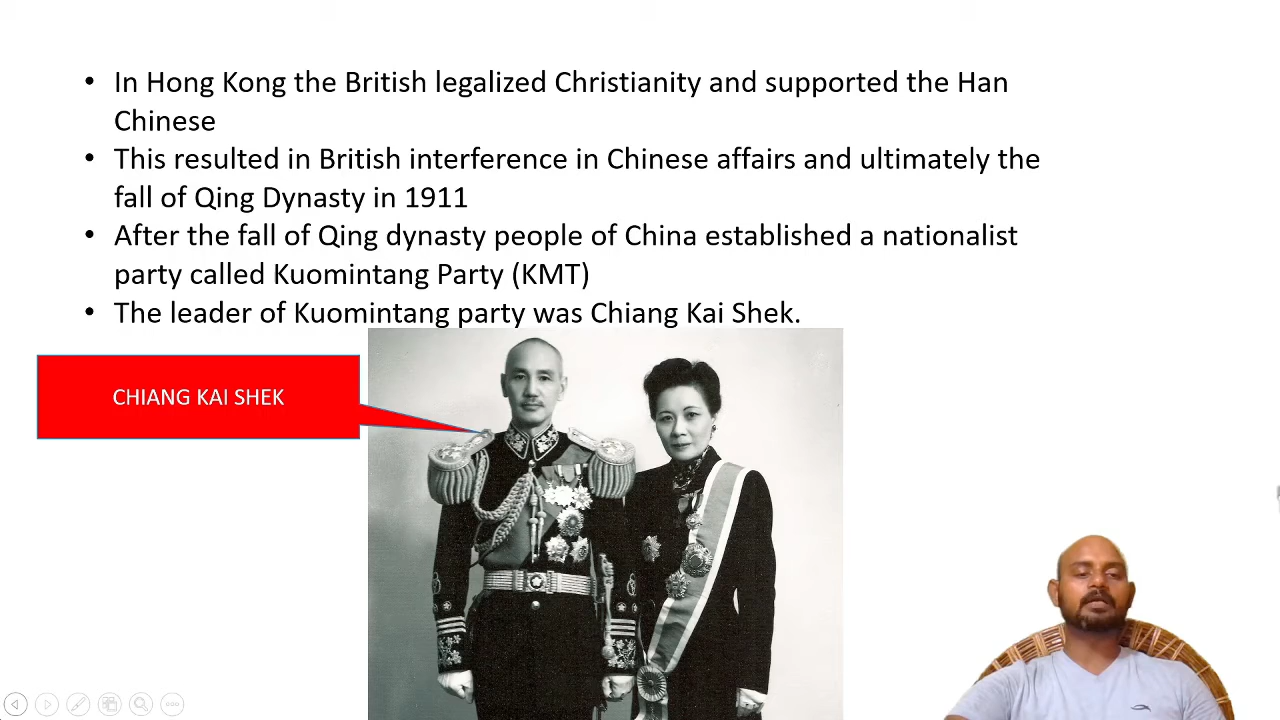 • In Hong Kong the British legalized Christianity and supported the Han
Chinese
• This resulted in British interference in Chinese affairs and ultimately the
fall of Qing Dynasty in 1911
• After the fall of Qing dynasty people of China established a nationalist
party called Kuomintang Party (KMT)
• The leader of Kuomintang party was Chiang Kai Shek.
CHIANG KAI SHEK